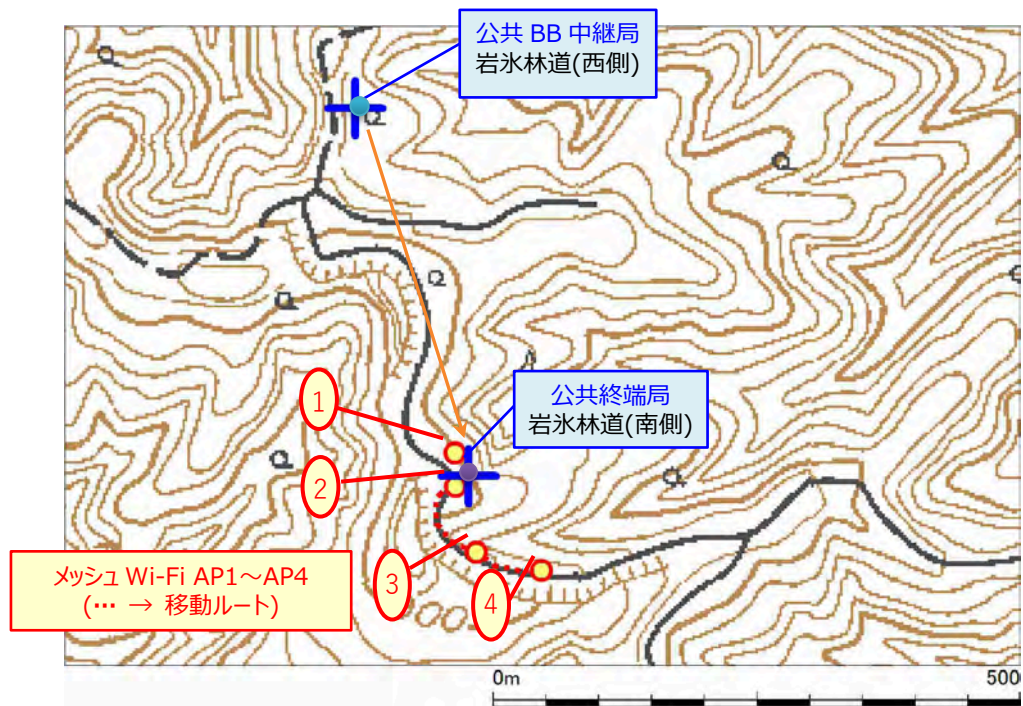 公共 BB 中継局
岩氷林道(西側)
公共終端局
岩氷林道(南側)
1
2
3
4
メッシュ Wi-Fi AP1～AP4
(… → 移動ルート)
0m
500